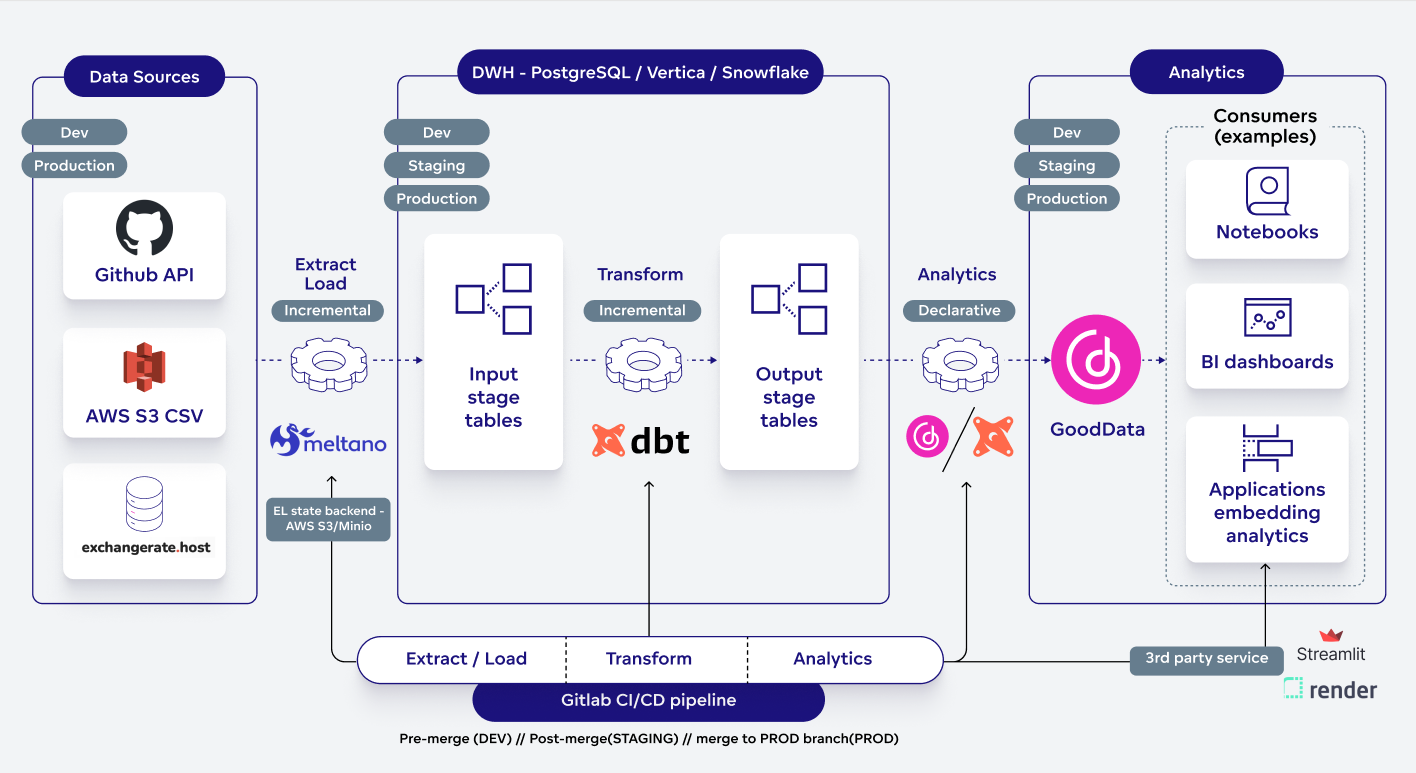 Data Sources
Dev
Production
Github API
AWS S3 CSV
exchangerate.host
Extract
Load
Incremental
meltano
EL state backend -
AWS S3/Minio
DWH - PostgreSQL / Vertica / Snowflake
Dev
Staging
Production
Input
stage
tables
Transform
Incremental
dbt
Output
stage
tables
Analytics
Declarative
Analytics
Dev
Staging
Production
GoodData
Consumers
(examples)
Notebooks
BI dashboards
Applications
embedding
analytics
Extract / Load
Transform
Analytics
Gitlab CI/CD pipeline
Pre-merge (DEV) // Post-merge(STAGING) // merge to PROD branch(PROD)
3rd party service
Streamlit
render